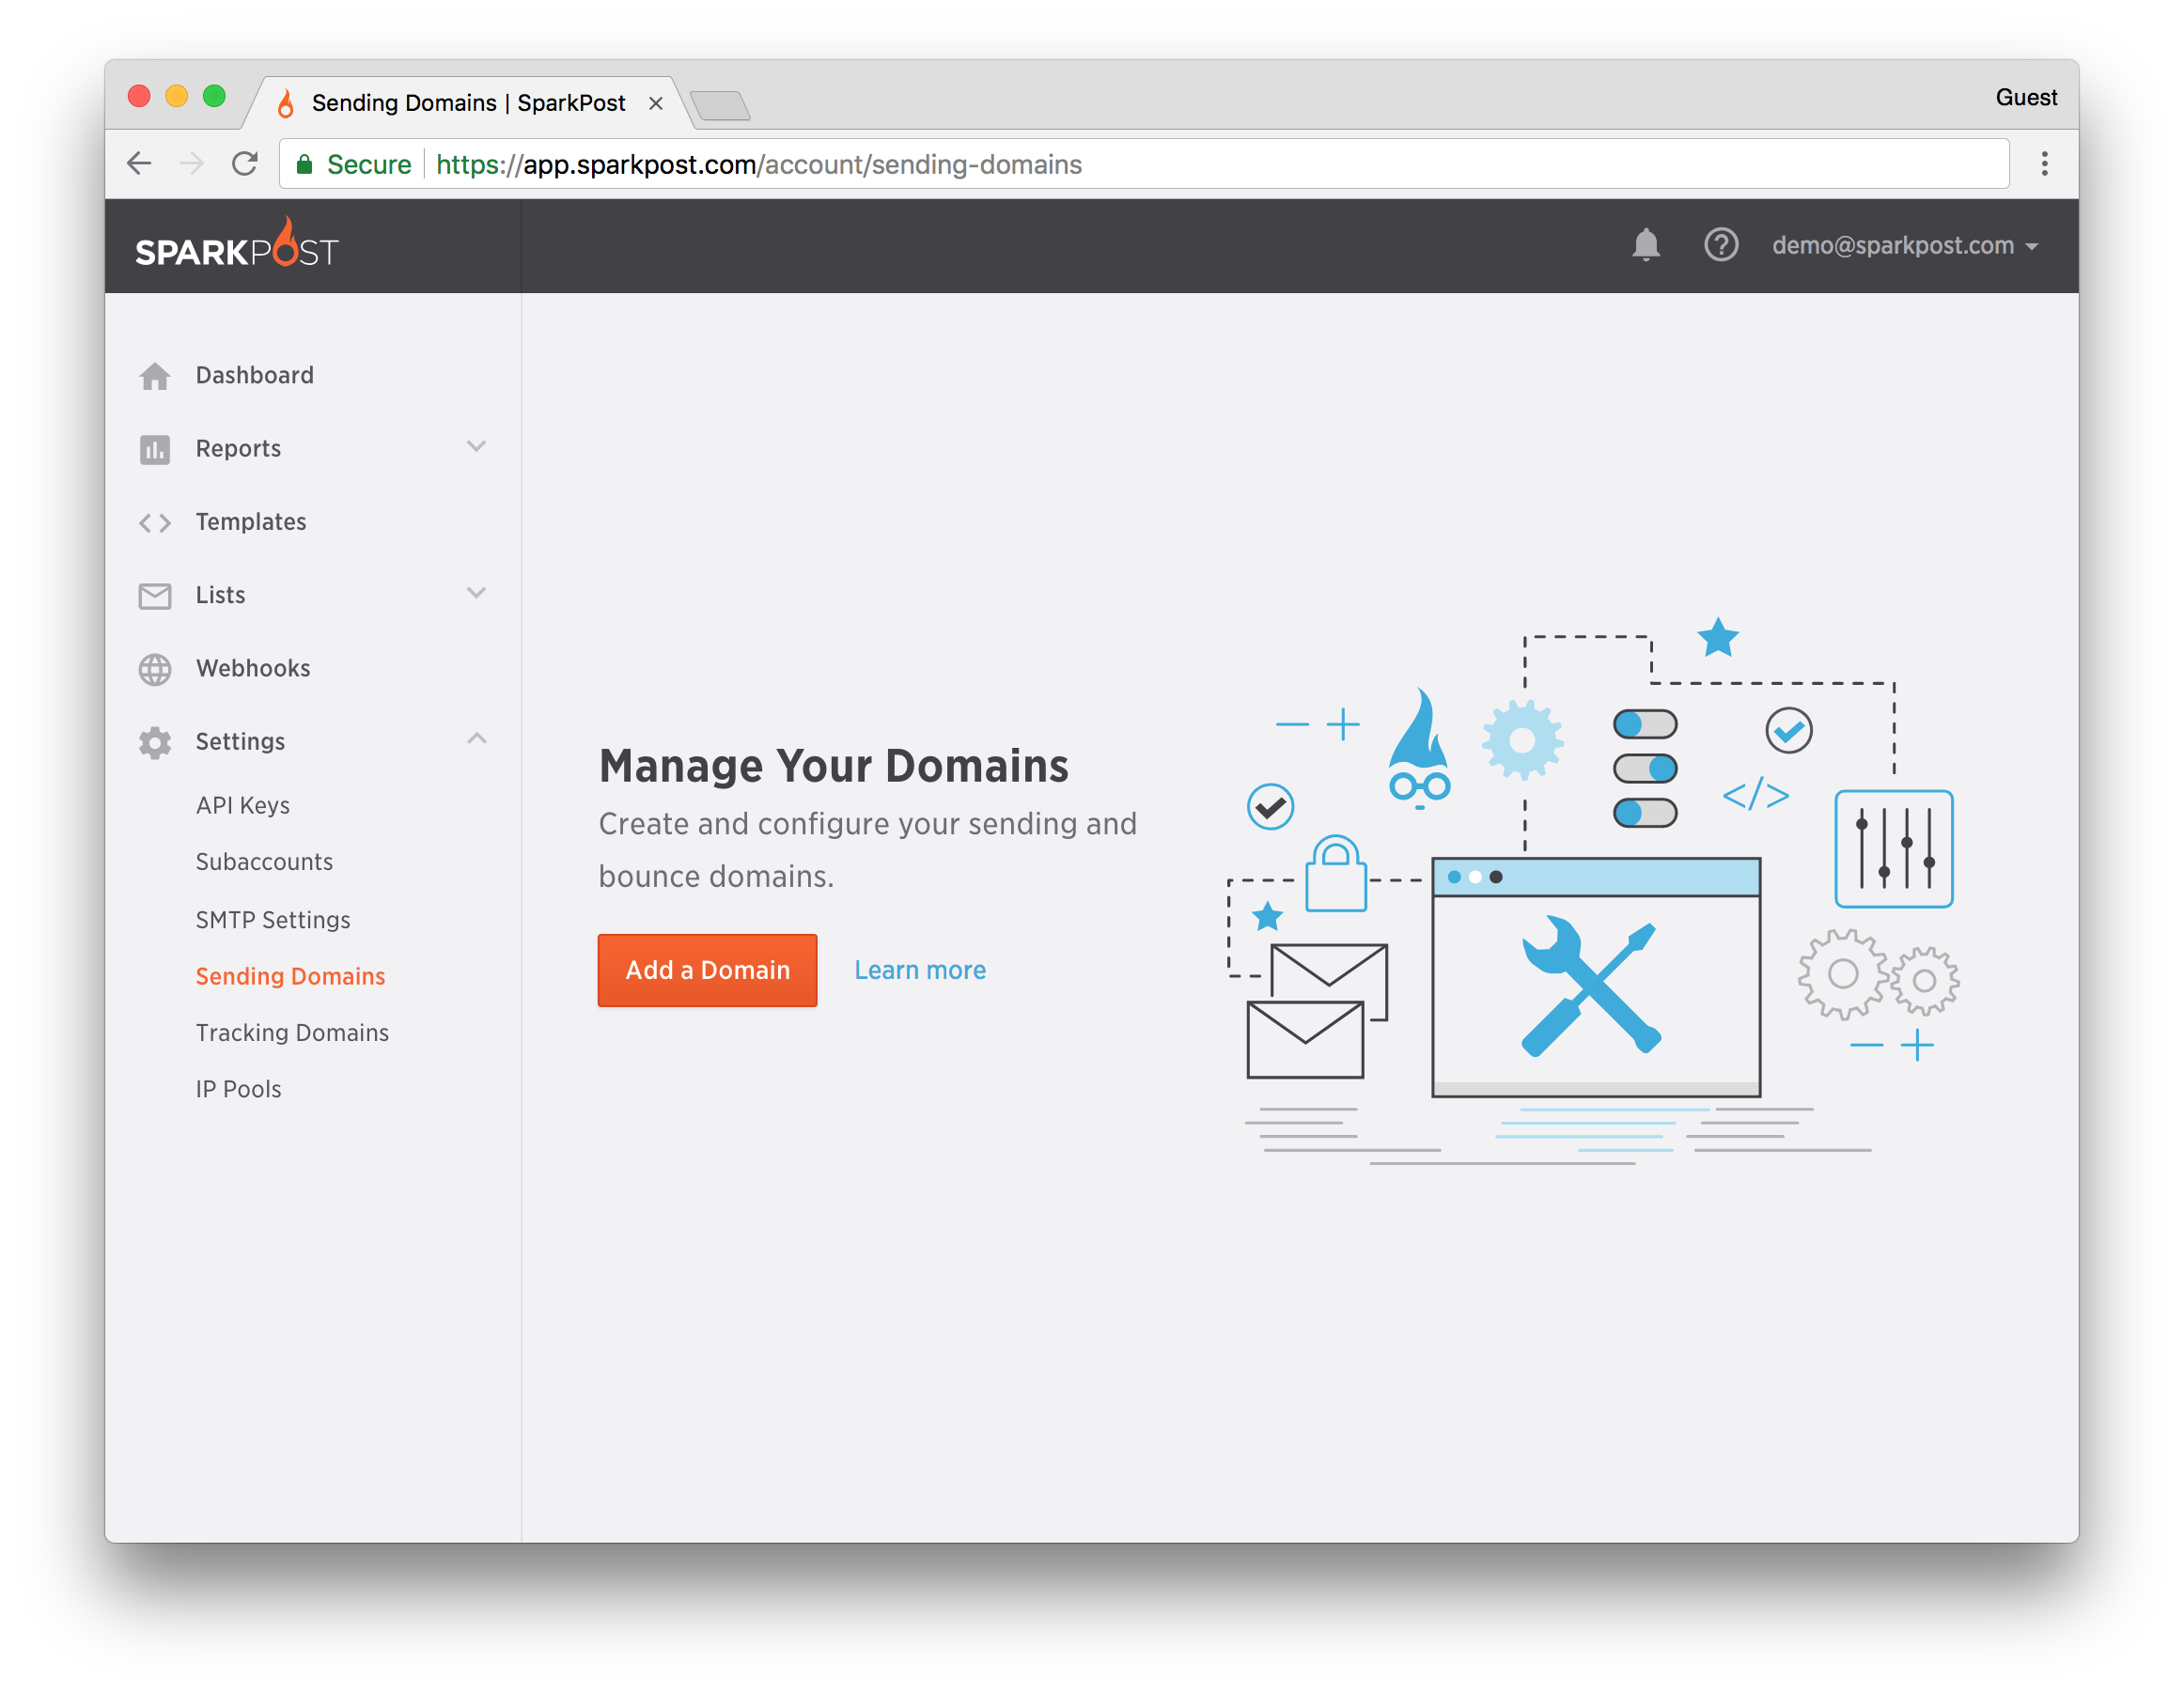 Sending Domains | SparkPost
Guest
Secure https://app.sparkpost.com/account/sending-domains
SPARKPOST
demo@sparkpost.com
Dashboard
Reports
Templates
Lists
Webhooks
Settings
API Keys
Subaccounts
SMTP Settings
Sending Domains
Tracking Domains
IP Pools
Manage Your Domains
Create and configure your sending and
bounce domains.
Add a Domain Learn more
</>